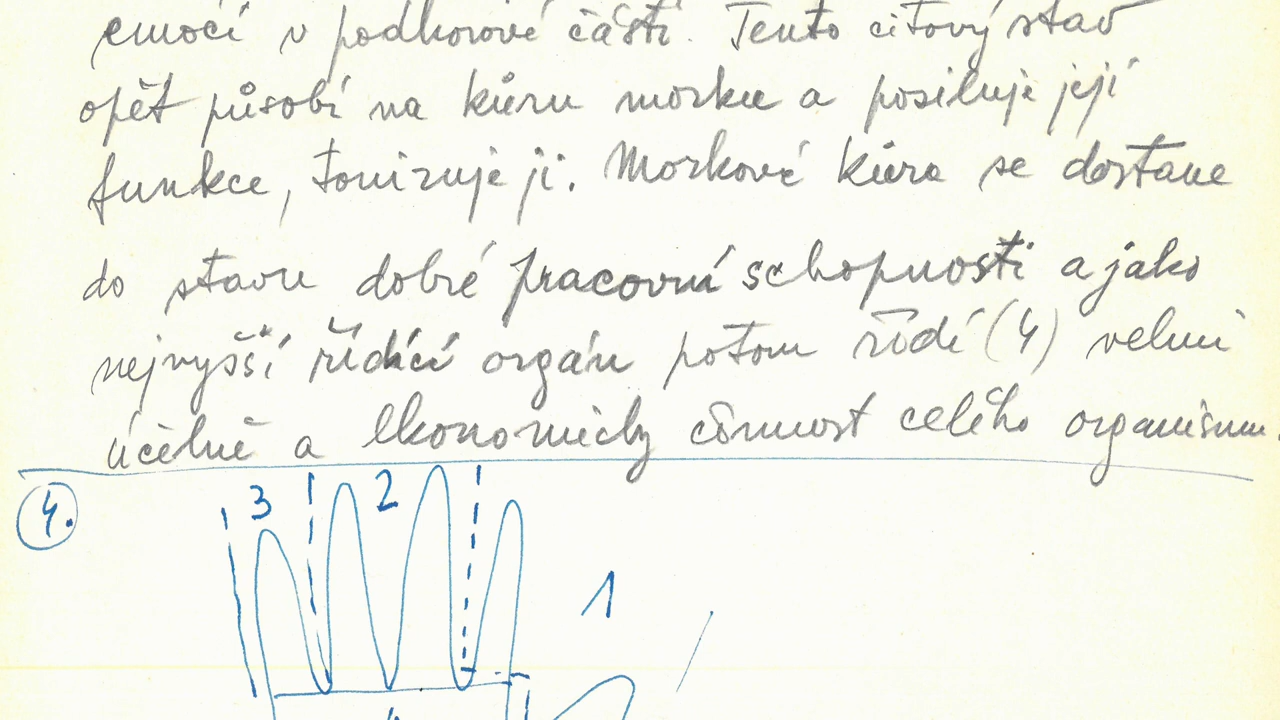 emocí v podkorové části. Tento citový stav
opět působí na kůru mozku a posiluje její
funkce, tonizuje ji. Mozková kůra se dostane
do stavu dobré pracovní schopnosti a jako
nejvyšší řídící orgán potom řídí (4) velmi
účelně a ekonomicky činnost celého organismu.
4.
3 2
1